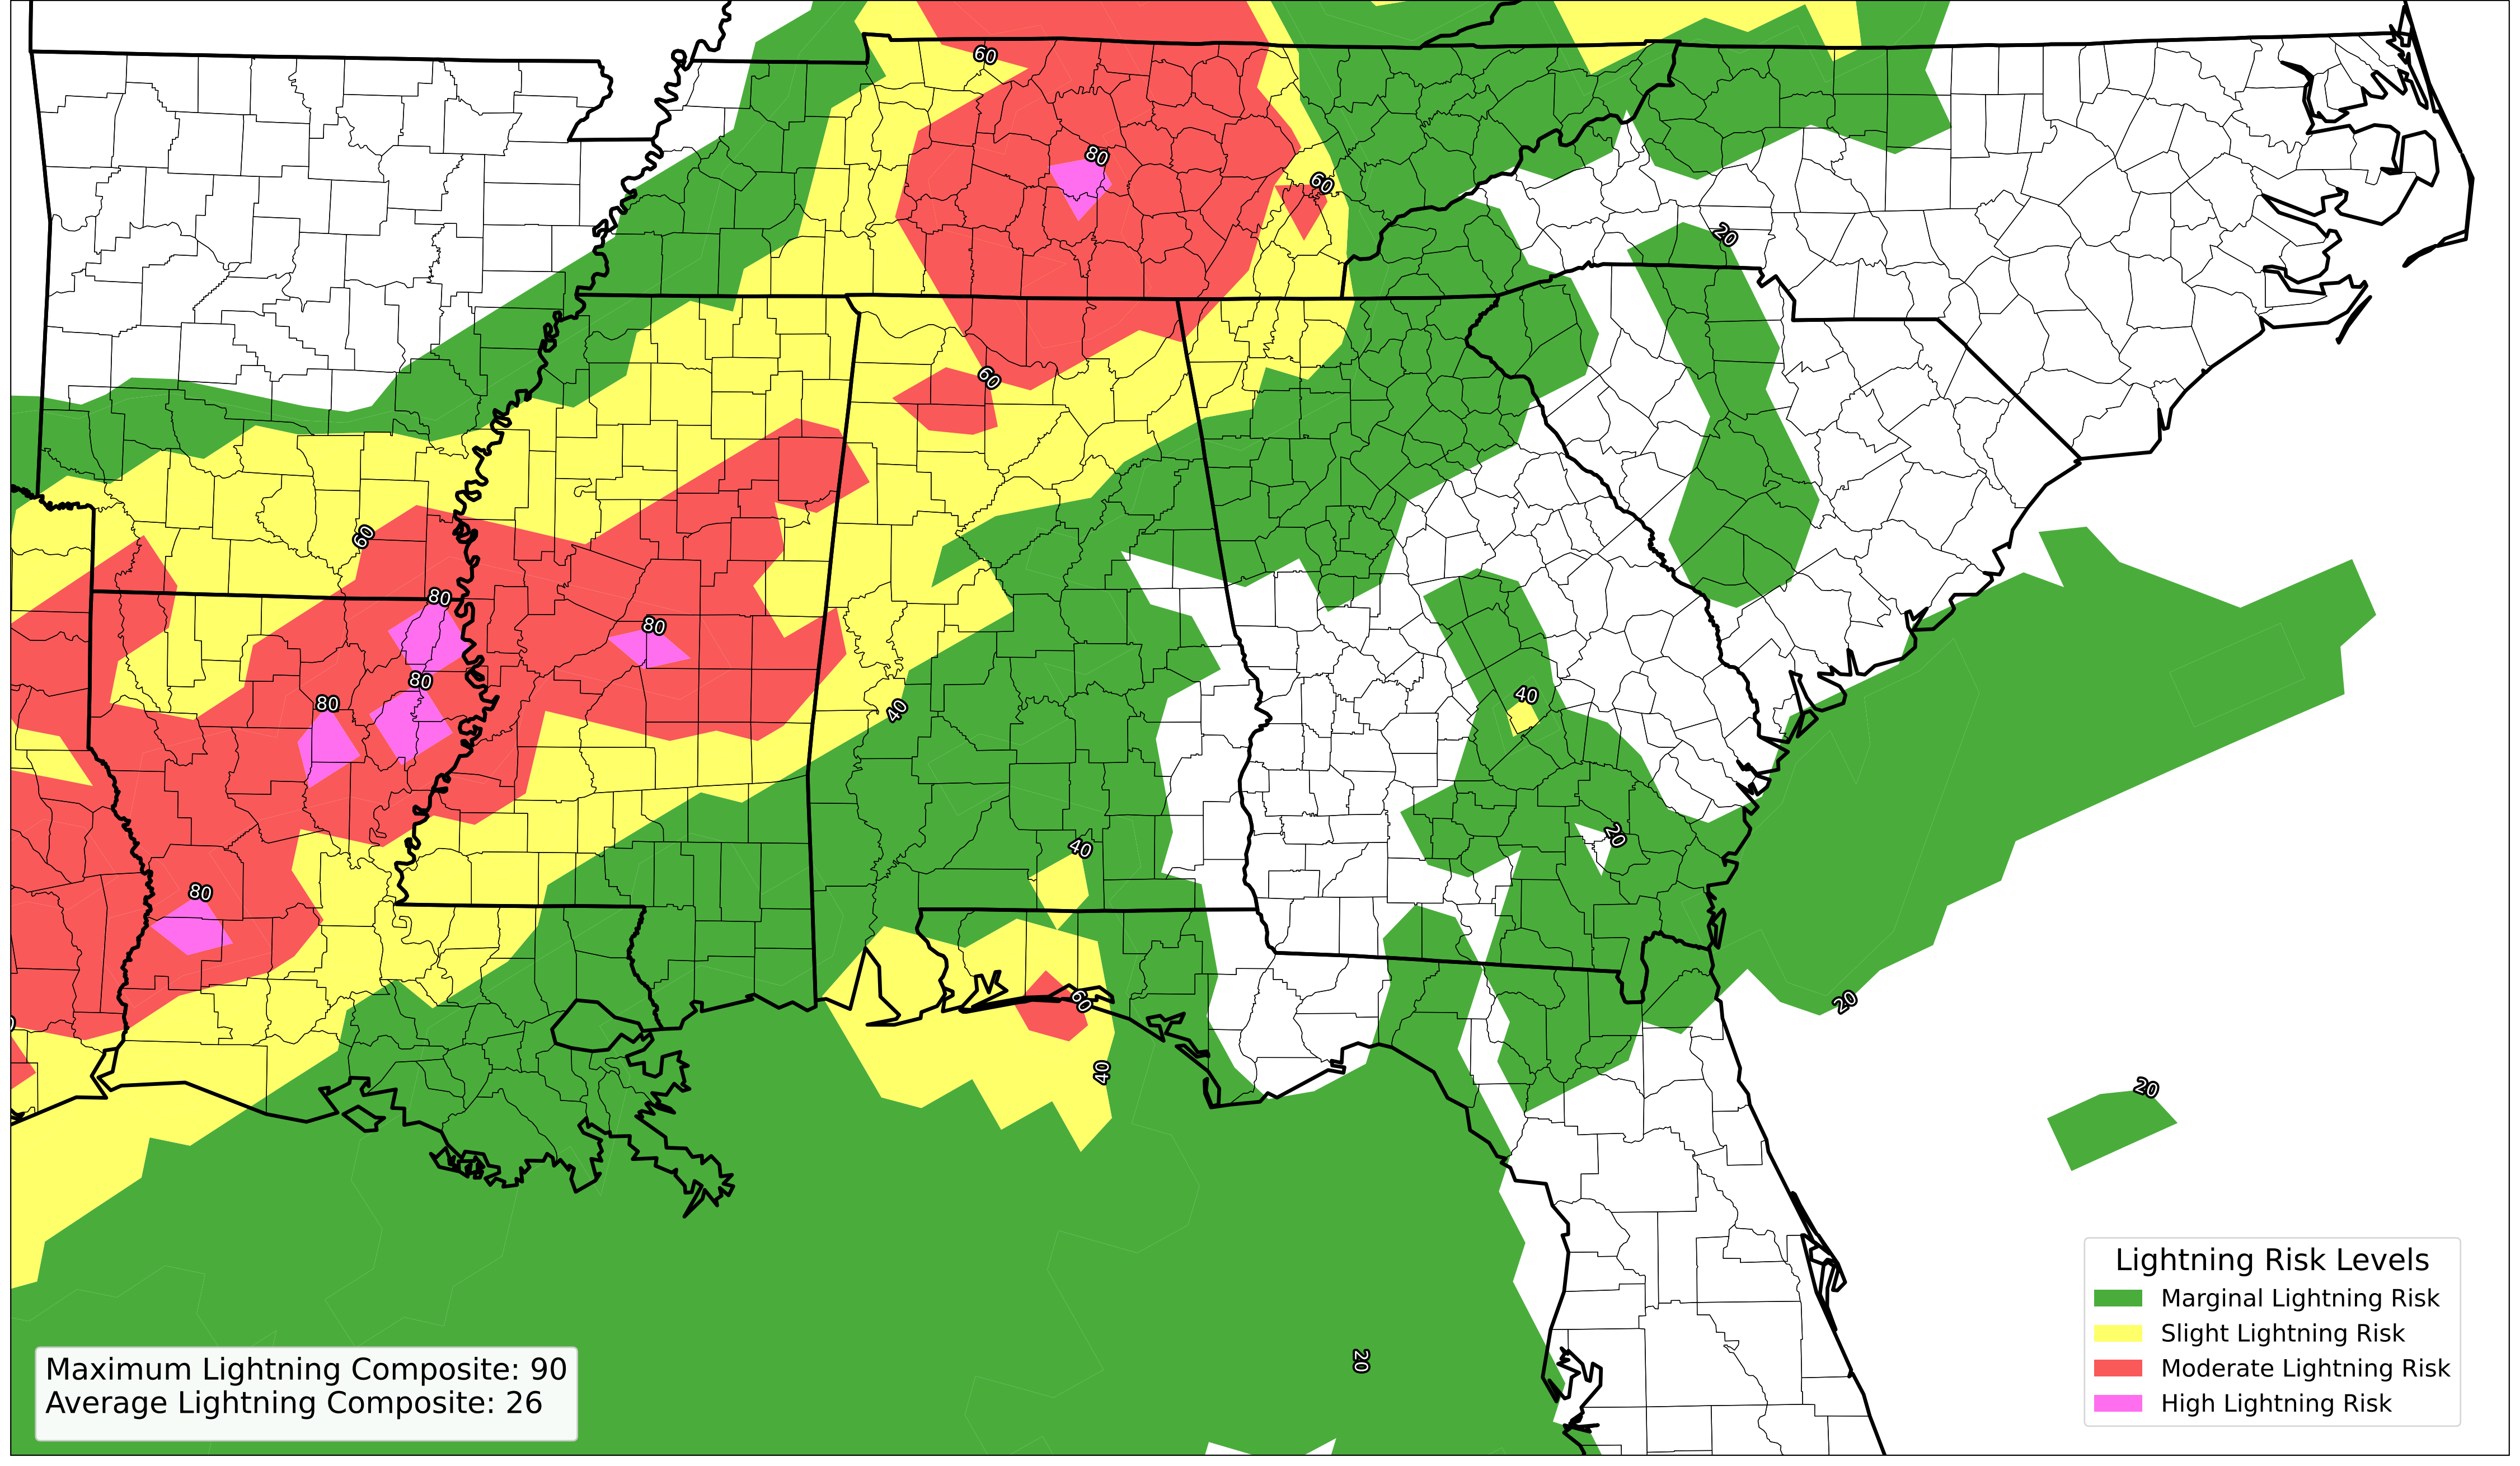 60
80
60
20
60
60
80
80
80
80
40
40
20
40
80
60
20
40
20
20
Lightning Risk Levels
Marginal Lightning Risk
Slight Lightning Risk
Moderate Lightning Risk
High Lightning Risk
Maximum Lightning Composite: 90
Average Lightning Composite: 26